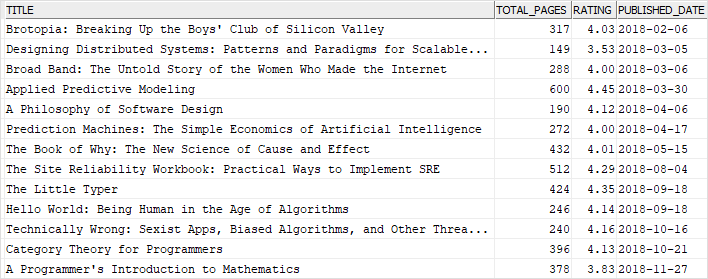 TITLE TOTAL_PAGES RATING PUBLISHED_DATE
Brotopia: Breaking Up the Boys' Club of Silicon Valley 317 4.03 2018-02-06
Designing Distributed Systems: Patterns and Paradigms for Scalable... 149 3.53 2018-03-05
Broad Band: The Untold Story of the Women Who Made the Internet 288 4.00 2018-03-06
Applied Predictive Modeling 600 4.45 2018-03-30
A Philosophy of Software Design 190 4.12 2018-04-06
Prediction Machines: The Simple Economics of Artificial Intelligence 272 4.00 2018-04-17
The Book of Why: The New Science of Cause and Effect 432 4.01 2018-05-15
The Site Reliability Workbook: Practical Ways to Implement SRE 512 4.29 2018-08-04
The Little Typer 424 4.35 2018-09-18
Hello World: Being Human in the Age of Algorithms 246 4.14 2018-09-18
Technically Wrong: Sexist Apps, Biased Algorithms, and Other Threa... 240 4.16 2018-10-16
Category Theory for Programmers 396 4.13 2018-10-21
A Programmer's Introduction to Mathematics 378 3.83 2018-11-27